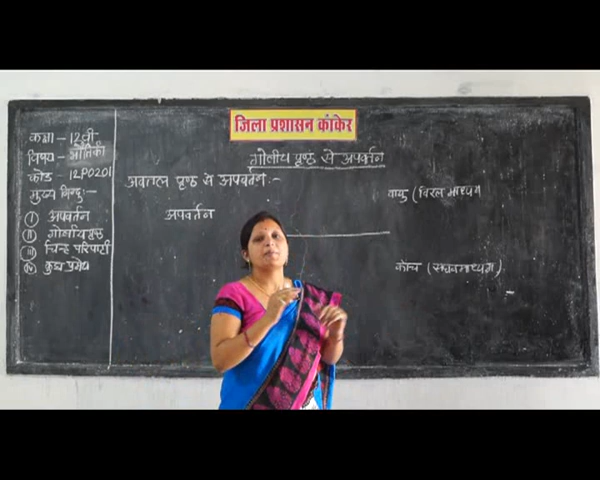 जिला प्रशासन कांकेर
कक्षा - 12वी
विषय - भौतिकी
कोड - 12P0201
मुख्य बिन्दु :-
I अपवर्तन
II गोलीय पृष्ठ
III चिन्ह परिपाटी
IV कुछ प्रमेय
गोलीय पृष्ठ से अपवर्तन
अवतल पृष्ठ से अपवर्तन :-
अपवर्तन
वायु (विरल माध्यम
काँच (सघन माध्यम)